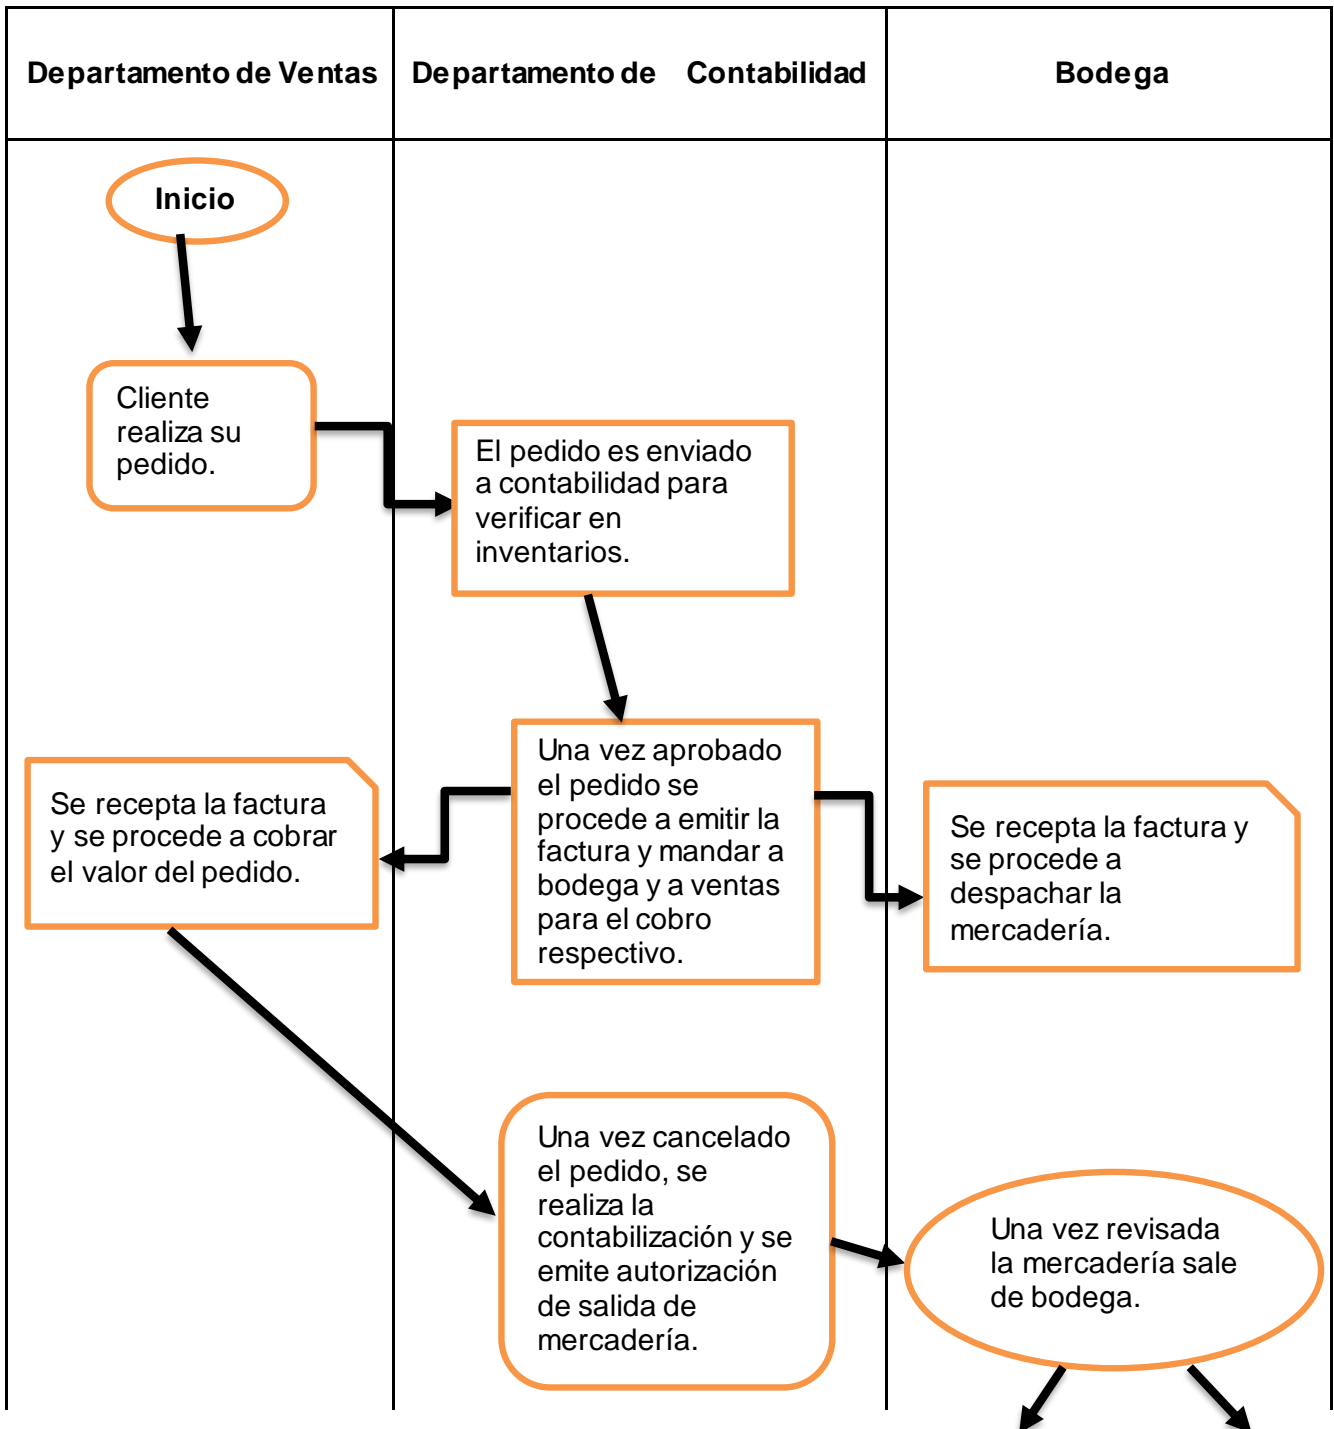 Departamento de Ventas
Departamento de Contabilidad
Bodega
Inicio
Cliente
realiza su
pedido.
El pedido es enviado
a contabilidad para
verificar en
inventarios.
Una vez aprobado
el pedido se
procede a emitir la
factura y mandar a
bodega y a ventas
para el cobro
respectivo.
Se recepta la factura
y se procede a cobrar
el valor del pedido.
Se recepta la factura y
se procede a
despachar la
mercadería.
Una vez cancelado
el pedido, se
realiza la
contabilización y se
emite autorización
de salida de
mercadería.
Una vez revisada
la mercadería sale
de bodega.